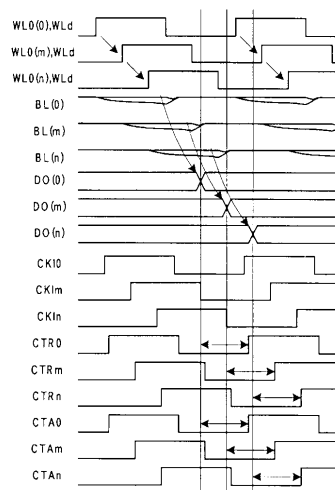 WL0(0),WLd
WL0(m),WLd
WL0(n),WLd
BL(0)
BL(m)
BL(n)
DO(0)
DO(m)
DO(n)
CKI0
CKIm
CKIn
CTR0
CTRm
CTRn
CTA0
CTAm
CTAn